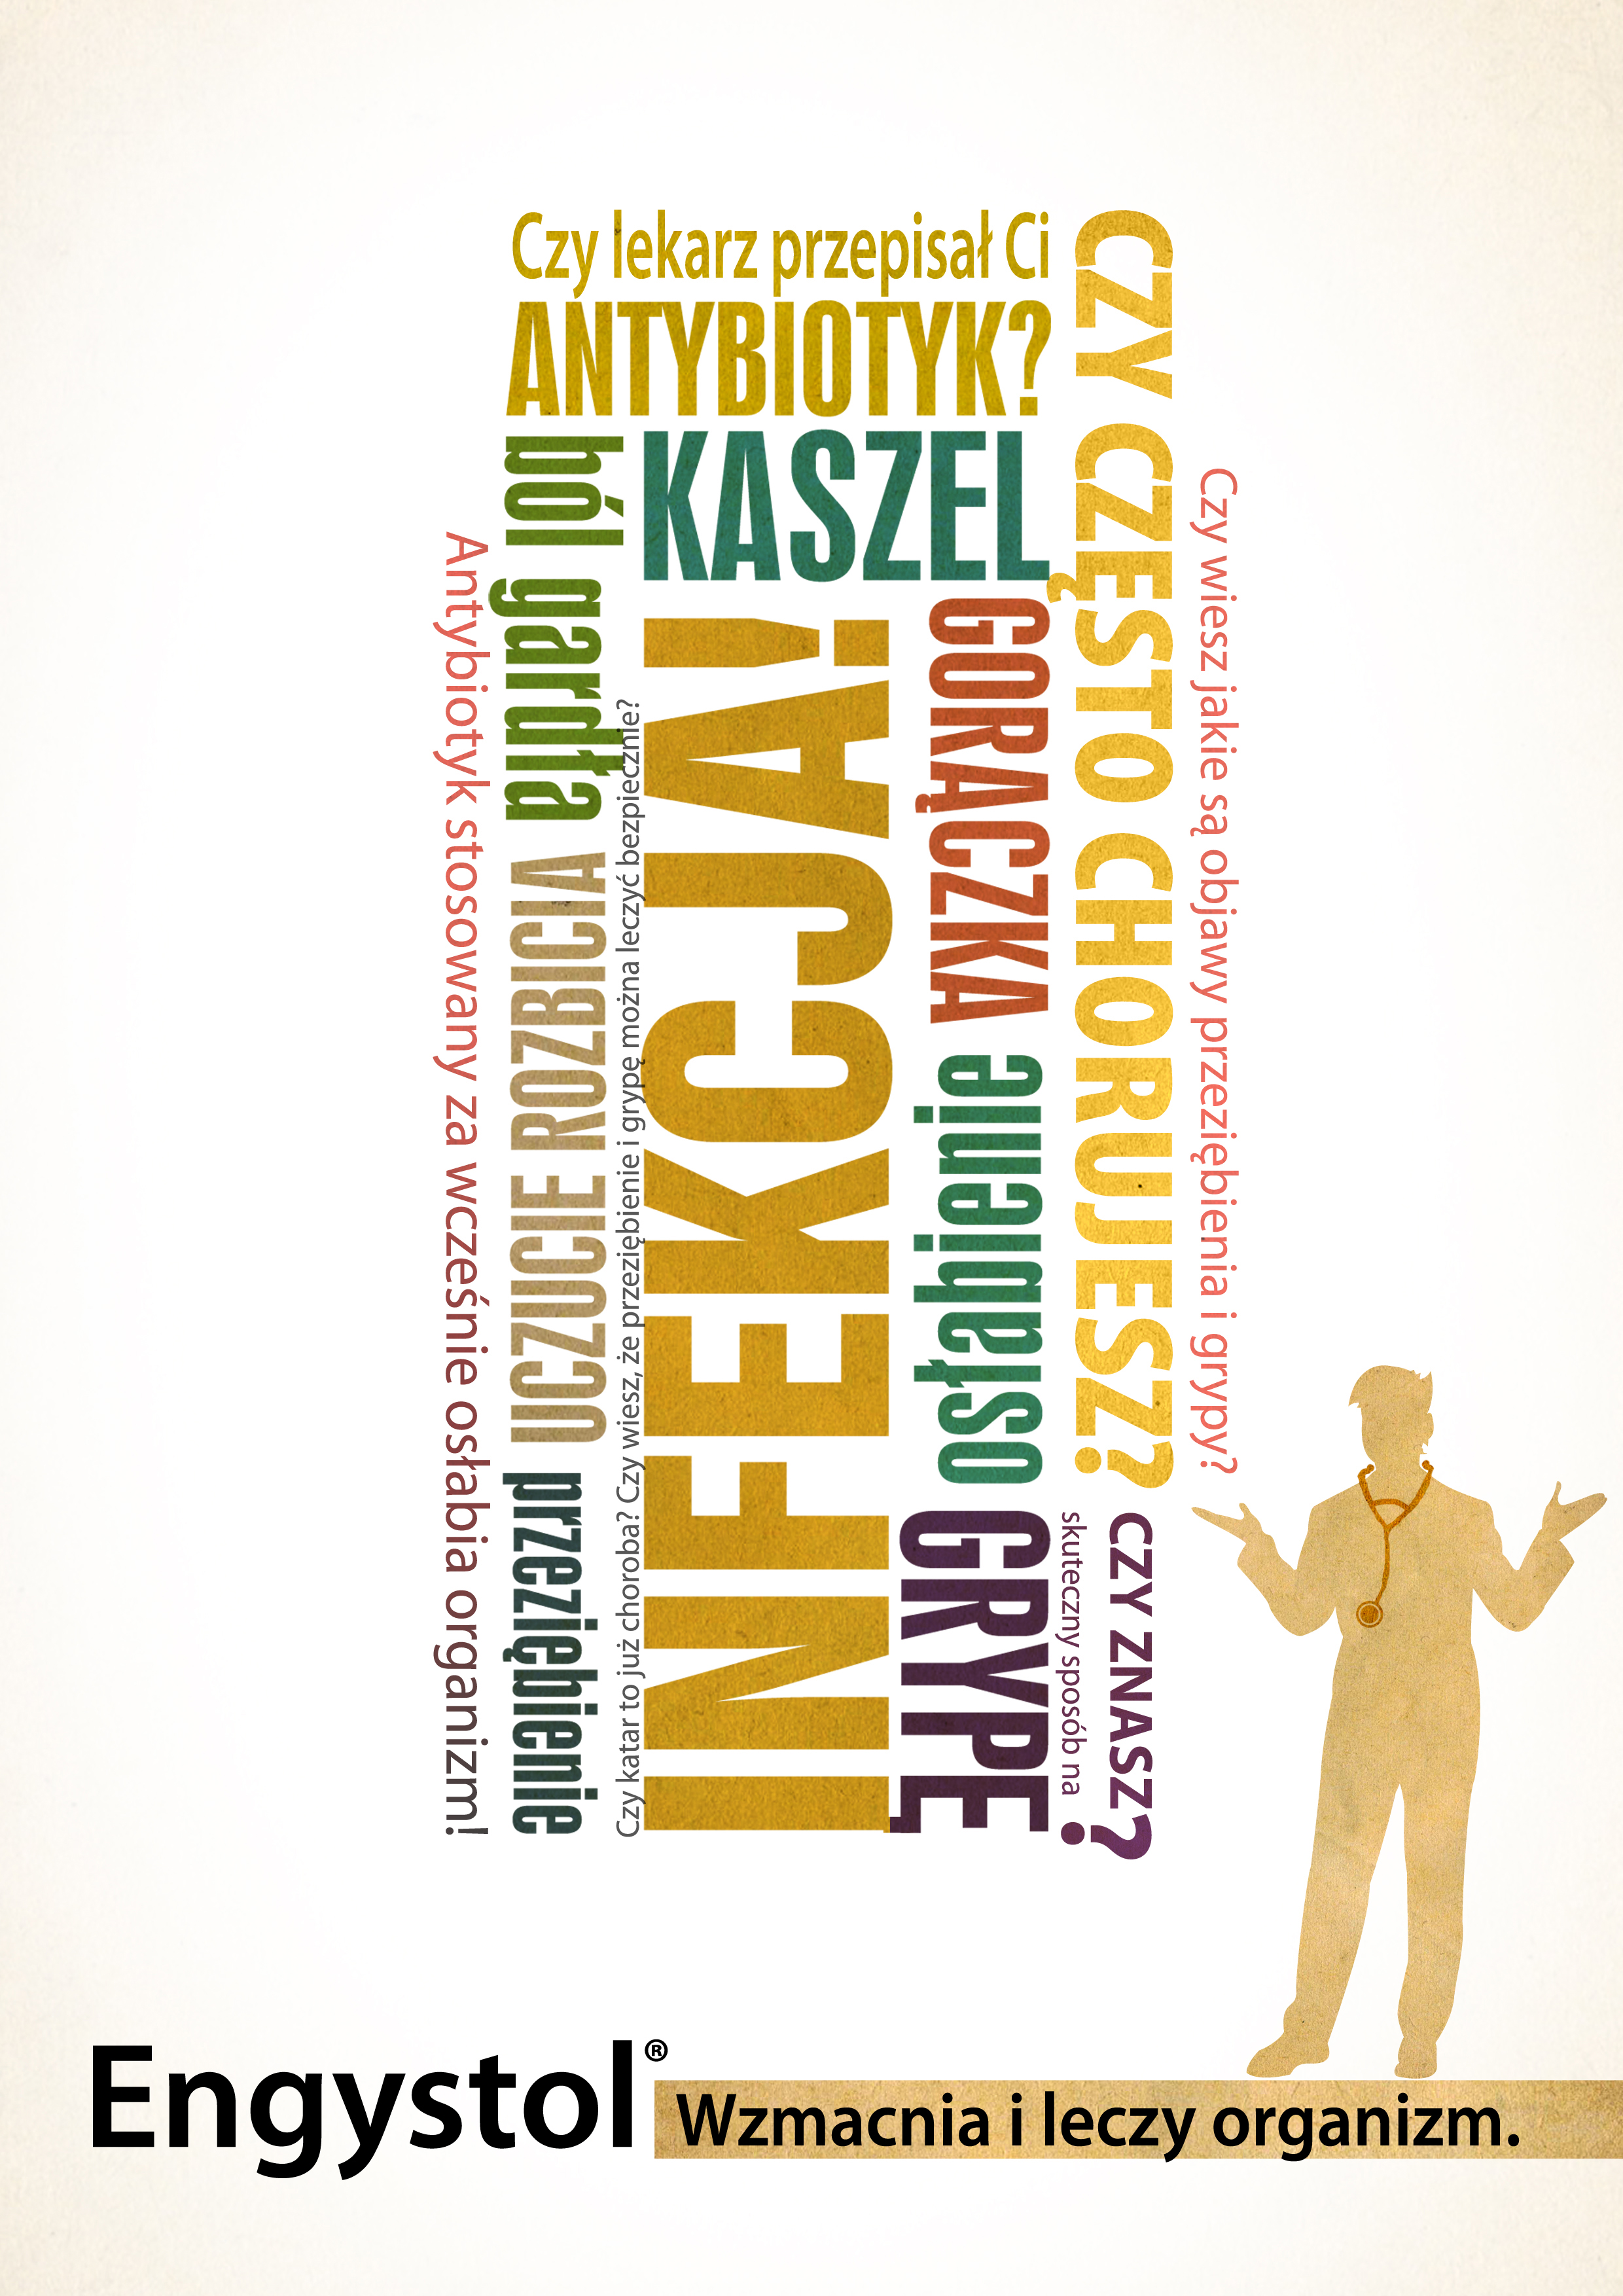 Czy lekarz przepisał Ci
ANTYBIOTYK?
KASZEL
ból gardła
UCZUCIE ROZBICIA
przeziębienie
Antybiotyk stosowany za wcześnie osłabia organizm!
Czy katar to już choroba? Czy wiesz, że przeziębienie i grypę można leczyć bezpiecznie?
INFEKCJA!
GORĄCZKA
osłabienie
GRYPĘ
CZY CZĘSTO CHORUJESZ?
Czy wiesz jakie są objawy przeziębienia i grypy?
CZY ZNASZ?
skuteczny sposób na
Engystol®
Wzmacnia i leczy organizm.